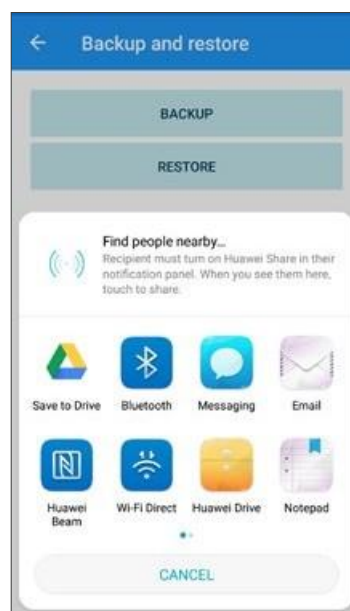 Backup and restore
BACKUP
RESTORE
Find people nearby...
Recipient must turn on Huawei Share in their
notification panel. When you see them here,
touch to share.
Save to Drive
Bluetooth
Messaging
Email
Huawei
Beam
Wi-Fi Direct
Huawei Drive
Notepad
CANCEL